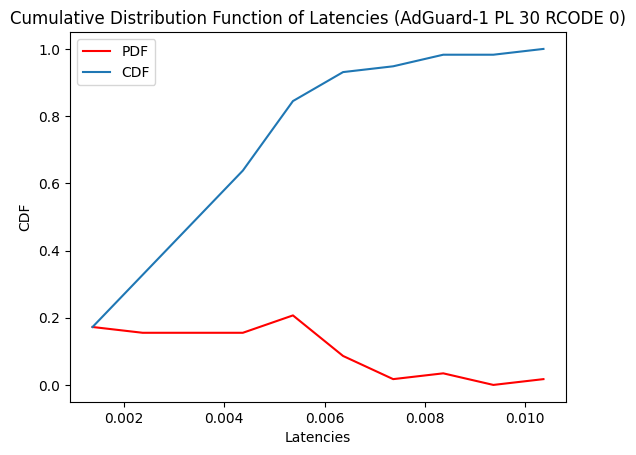 Cumulative Distribution Function of Latencies (AdGuard-1 PL 30 RCODE 0)
PDF
CDF
1.0
0.8
0.6
0.4
0.2
0.0
CDF
0.002
0.004
0.006
0.008
0.010
Latencies